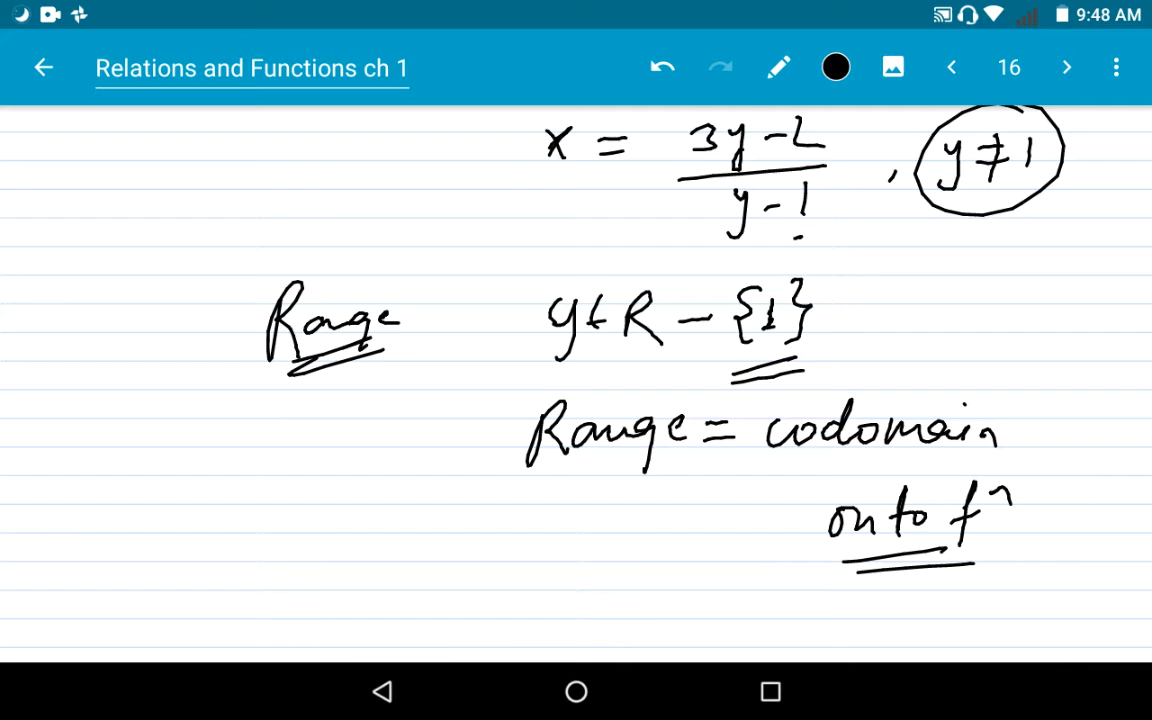 9:48 AM
Relations and Functions ch 1
16
x = 3y-2 / y-1 , y ≠ 1
Range y ∈ R - {1}
Range = codomain
onto fn